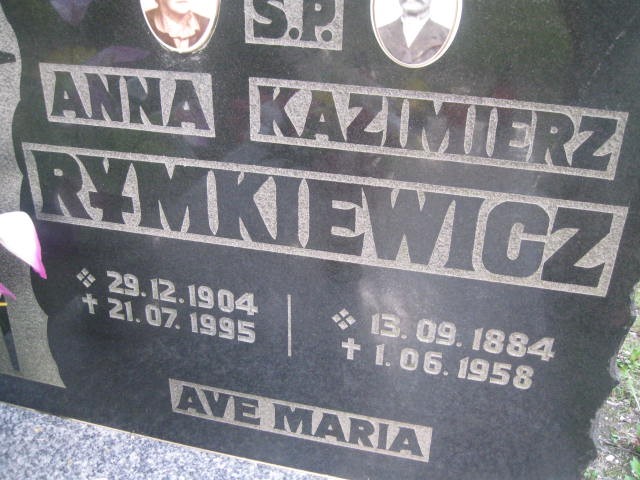 S.P.
ANNA KAZIMIERZ
RYMKIEWICZ
29.12.1904
21.07.1995
13.09.1884
1.06.1958
AVE MARIA